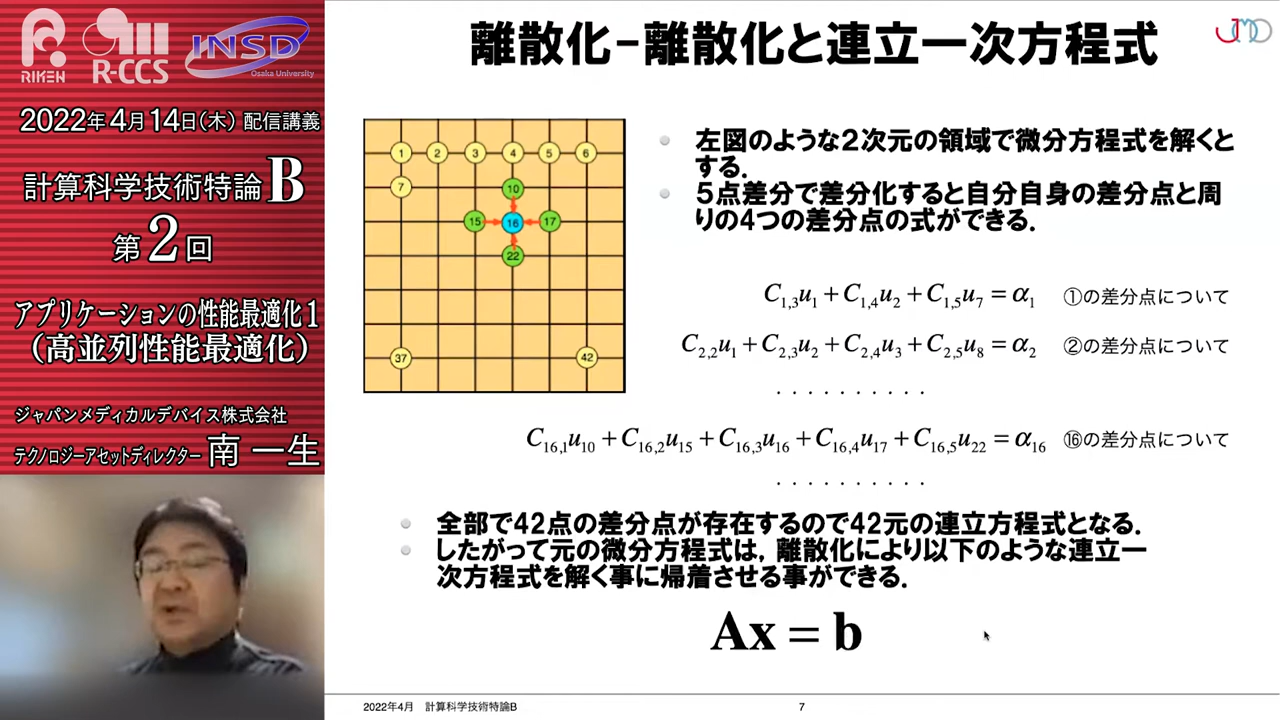 RIKEN
R-CCS
INSD
Osaka University
2022年4月14日(木) 配信講義
計算科学技術特論B
第2回
アプリケーションの性能最適化1
(高並列性能最適化)
ジャパンメディカルデバイス株式会社
テクノロジーアセットディレクター 南 一生
離散化-離散化と連立一次方程式
JMD
1 2 3 4 5 6
7 10
15 16 17
22
37 42
• 左図のような2次元の領域で微分方程式を解くと
する.
• 5点差分で差分化すると自分自身の差分点と周
りの4つの差分点の式ができる.
C1,3u1 + C1,4u2 + C1,5u7 = α1 ①の差分点について
C2,2u1 + C2,3u2 + C2,4u3 + C2,5u8 = α2 ②の差分点について
. . . . . . . . . .
C16,1u10 + C16,2u15 + C16,3u16 + C16,4u17 + C16,5u22 = α16 ⑯の差分点について
. . . . . . . . . .
• 全部で42点の差分点が存在するので42元の連立方程式となる.
• したがって元の微分方程式は, 離散化により以下のような連立一
次方程式を解く事に帰着させる事ができる.
Ax = b
2022年4月 計算科学技術特論B 7